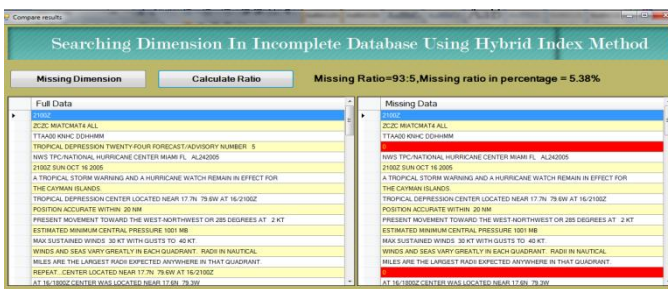 Compare results
Searching Dimension In Incomplete Database Using Hybrid Index Method
Missing Dimension
Calculate Ratio
Missing Ratio=93:5,Missing ratio in percentage = 5.38%
Full Data
2100Z
ZCZC MIATCMAT4 ALL
TTAA00 KNHC DDHHMM
TROPICAL DEPRESSION TWENTY-FOUR FORECAST/ADVISORY NUMBER 5
NWS TPC/NATIONAL HURRICANE CENTER MIAMI FL AL242005
2100Z SUN OCT 16 2005
A TROPICAL STORM WARNING AND A HURRICANE WATCH REMAIN IN EFFECT FOR
THE CAYMAN ISLANDS.
TROPICAL DEPRESSION CENTER LOCATED NEAR 17.7N 79.6W AT 16/2100Z
POSITION ACCURATE WITHIN 20 NM
PRESENT MOVEMENT TOWARD THE WEST-NORTHWEST OR 285 DEGREES AT 2 KT
ESTIMATED MINIMUM CENTRAL PRESSURE 1001 MB
MAX SUSTAINED WINDS 30 KT WITH GUSTS TO 40 KT.
WINDS AND SEAS VARY GREATLY IN EACH QUADRANT. RADII IN NAUTICAL
MILES ARE THE LARGEST RADII EXPECTED ANYWHERE IN THAT QUADRANT.
REPEAT...CENTER LOCATED NEAR 17.7N 79.6W AT 16/2100Z
AT 16/1800Z CENTER WAS LOCATED NEAR 17.6N 79.3W
Missing Data
2100Z
ZCZC MIATCMAT4 ALL
TTAA00 KNHC DDHHMM
0
NWS TPC/NATIONAL HURRICANE CENTER MIAMI FL AL242005
2100Z SUN OCT 16 2005
A TROPICAL STORM WARNING AND A HURRICANE WATCH REMAIN IN EFFECT FOR
THE CAYMAN ISLANDS.
TROPICAL DEPRESSION CENTER LOCATED NEAR 17.7N 79.6W AT 16/2100Z
POSITION ACCURATE WITHIN 20 NM
PRESENT MOVEMENT TOWARD THE WEST-NORTHWEST OR 285 DEGREES AT 2 KT
ESTIMATED MINIMUM CENTRAL PRESSURE 1001 MB
MAX SUSTAINED WINDS 30 KT WITH GUSTS TO 40 KT.
WINDS AND SEAS VARY GREATLY IN EACH QUADRANT. RADII IN NAUTICAL
MILES ARE THE LARGEST RADII EXPECTED ANYWHERE IN THAT QUADRANT.
0
AT 16/1800Z CENTER WAS LOCATED NEAR 17.6N 79.3W